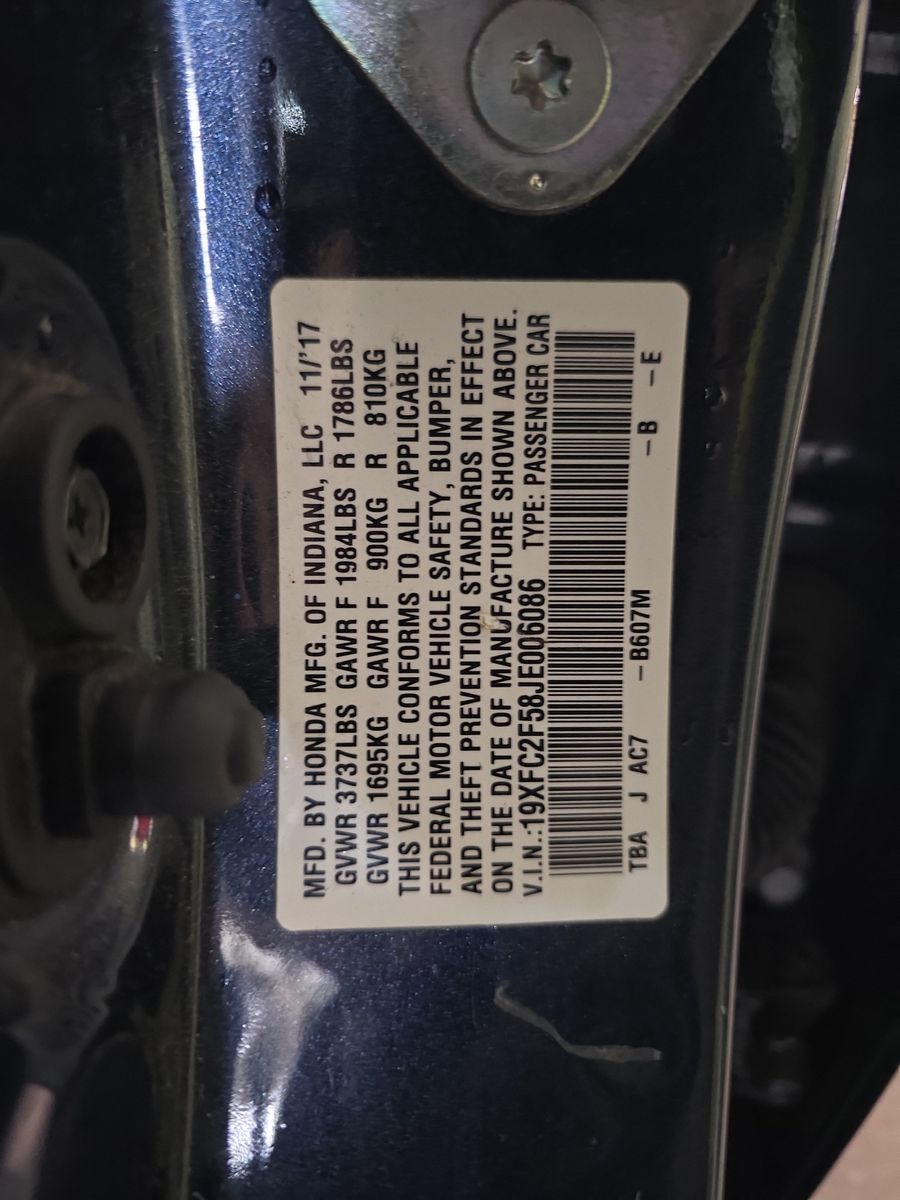 MFD. BY HONDA MFG. OF INDIANA, LLC 11/'17
GVWR 3737LBS GAWR F 1984LBS R 1786LBS
GVWR 1695KG GAWR F 900KG R 810KG
THIS VEHICLE CONFORMS TO ALL APPLICABLE
FEDERAL MOTOR VEHICLE SAFETY, BUMPER,
AND THEFT PREVENTION STANDARDS IN EFFECT
ON THE DATE OF MANUFACTURE SHOWN ABOVE.
V.I.N.:19XFC2F58JE006086 TYPE: PASSENGER CAR
TBA J AC7 –B607M –B –E